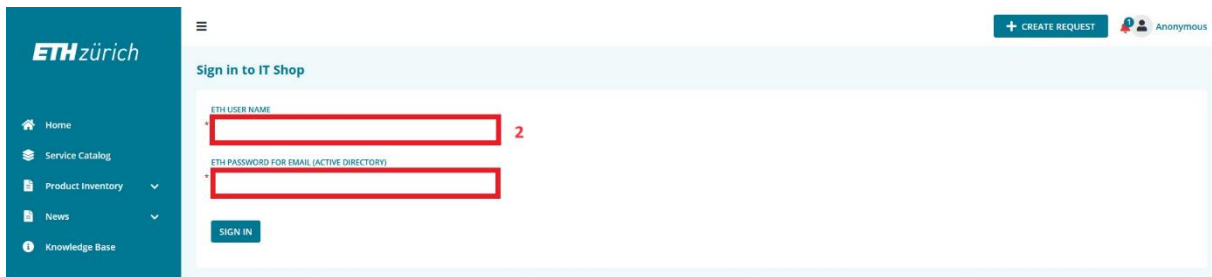 ETH zürich
Home
Service Catalog
Product Inventory
News
Knowledge Base
+ CREATE REQUEST
1
Anonymous
Sign in to IT Shop
ETH USER NAME
*
2
ETH PASSWORD FOR EMAIL (ACTIVE DIRECTORY)
*
SIGN IN